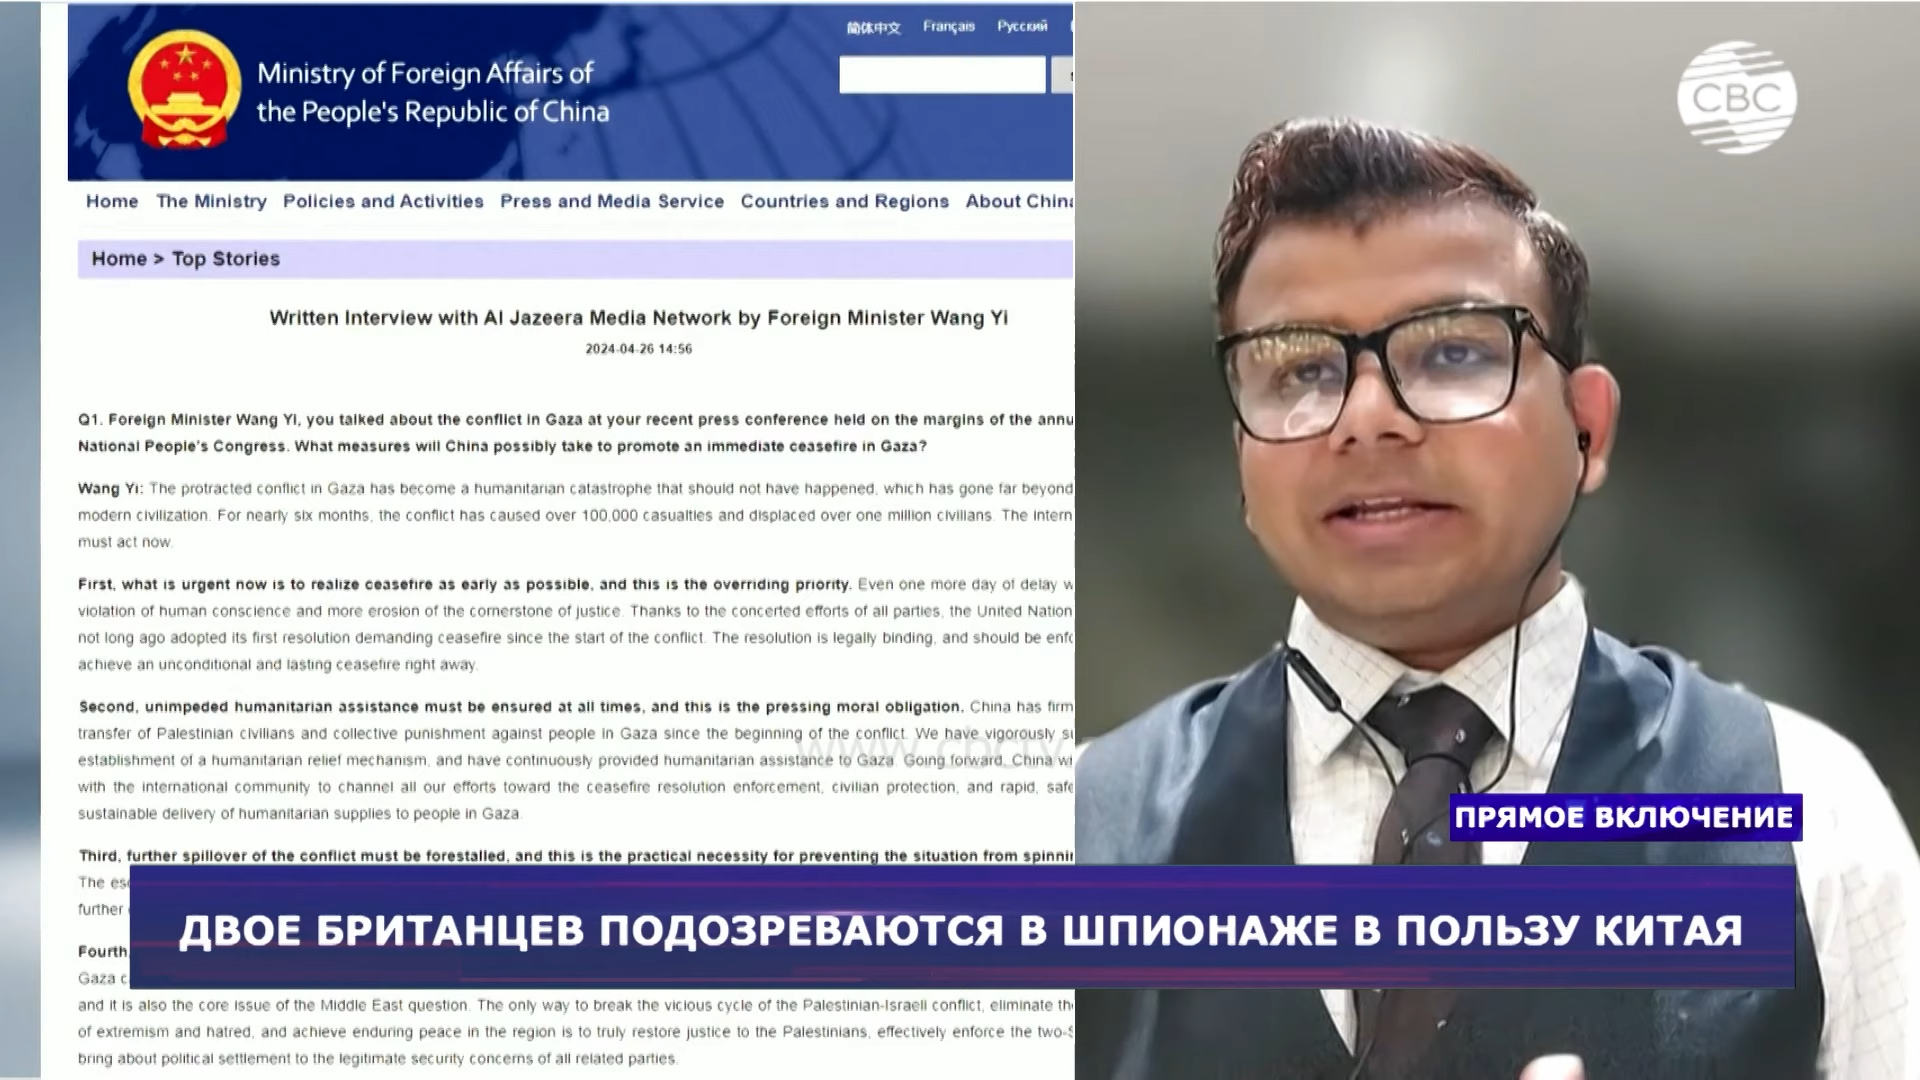 简体中文 Français Русский
Ministry of Foreign Affairs of
the People's Republic of China
CBC
Home The Ministry Policies and Activities Press and Media Service Countries and Regions About China
Home > Top Stories
Written Interview with Al Jazeera Media Network by Foreign Minister Wang Yi
2024-04-26 14:56
Q1. Foreign Minister Wang Yi, you talked about the conflict in Gaza at your recent press conference held on the margins of the annu
National People's Congress. What measures will China possibly take to promote an immediate ceasefire in Gaza?
Wang Yi: The protracted conflict in Gaza has become a humanitarian catastrophe that should not have happened, which has gone far beyond
modern civilization. For nearly six months, the conflict has caused over 100,000 casualties and displaced over one million civilians. The intern
must act now.
First, what is urgent now is to realize ceasefire as early as possible, and this is the overriding priority. Even one more day of delay w
violation of human conscience and more erosion of the cornerstone of justice. Thanks to the concerted efforts of all parties, the United Nation
not long ago adopted its first resolution demanding ceasefire since the start of the conflict. The resolution is legally binding, and should be enfo
achieve an unconditional and lasting ceasefire right away.
Second, unimpeded humanitarian assistance must be ensured at all times, and this is the pressing moral obligation. China has firm
transfer of Palestinian civilians and collective punishment against people in Gaza since the beginning of the conflict. We have vigorously su
establishment of a humanitarian relief mechanism, and have continuously provided humanitarian assistance to Gaza. Going forward, China wi
with the international community to channel all our efforts toward the ceasefire resolution enforcement, civilian protection, and rapid, safe
sustainable delivery of humanitarian supplies to people in Gaza.
ПРЯМОЕ ВКЛЮЧЕНИЕ
Third, further spillover of the conflict must be forestalled, and this is the practical necessity for preventing the situation from spinni
The esc
further
ДВОЕ БРИТАНЦЕВ ПОДОЗРЕВАЮТСЯ В ШПИОНАЖЕ В ПОЛЬЗУ КИТАЯ
Fourth,
Gaza c
and it is also the core issue of the Middle East question. The only way to break the vicious cycle of the Palestinian-Israeli conflict, eliminate th
of extremism and hatred, and achieve enduring peace in the region is to truly restore justice to the Palestinians, effectively enforce the two-S
bring about political settlement to the legitimate security concerns of all related parties.